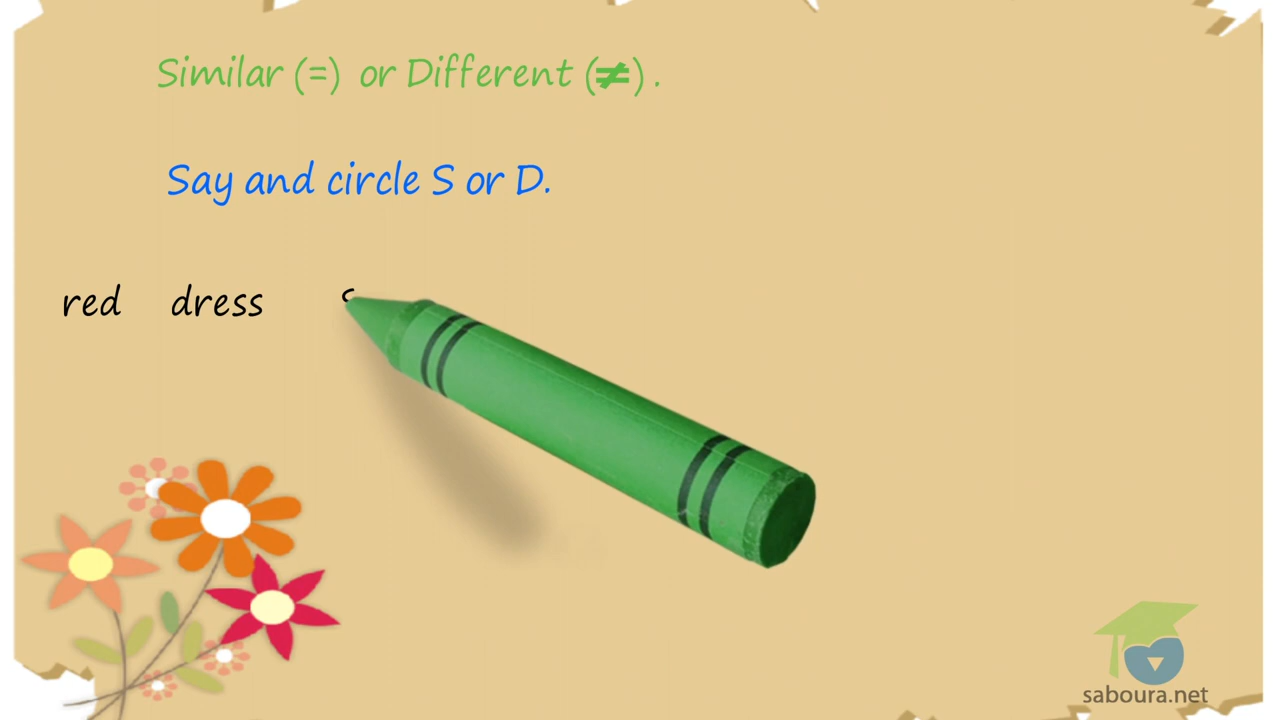 Similar (=) or Different (≠) .
Say and circle S or D.
red dress
saboura.net